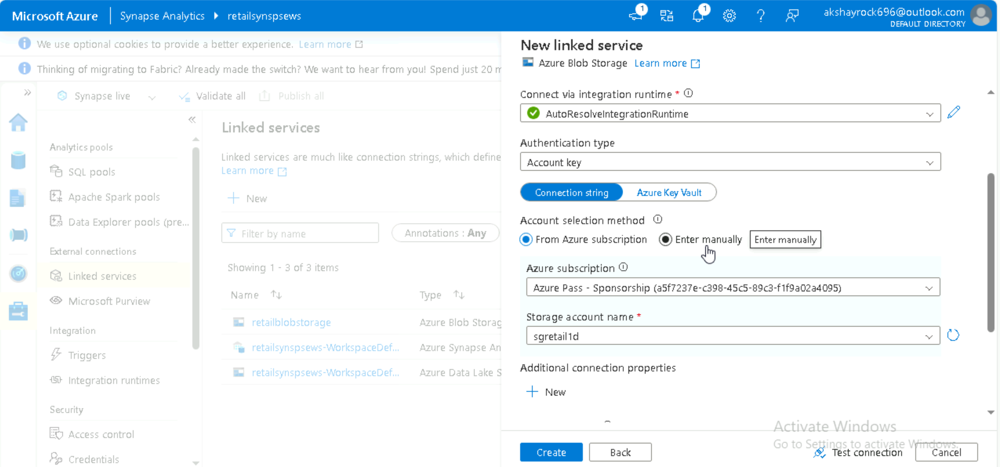 Microsoft Azure
Synapse Analytics
retailsynspsews
1
1
akshayrock696@outlook.com
DEFAULT DIRECTORY
We use optional cookies to provide a better experience. Learn more
Thinking of migrating to Fabric? Already made the switch? We want to hear from you! Spend just 20 m
Synapse live
Validate all
Publish all
Analytics pools
SQL pools
Apache Spark pools
Data Explorer pools (pre...
External connections
Linked services
Microsoft Purview
Integration
Triggers
Integration runtimes
Security
Access control
Credentials
Linked services
Linked services are much like connection strings, which define
Learn more
New
Filter by name
Annotations : Any
Showing 1 - 3 of 3 items
Name
Type
retailblobstorage
Azure Blob Storag
retailsynspsews-WorkspaceDef...
Azure Synapse An
retailsynspsews-WorkspaceDef...
Azure Data Lake S
New linked service
Azure Blob Storage Learn more
Connect via integration runtime *
AutoResolveIntegrationRuntime
Authentication type
Account key
Connection string
Azure Key Vault
Account selection method
From Azure subscription
Enter manually
Enter manually
Azure subscription
Azure Pass - Sponsorship (a5f7237e-c398-45c5-89c3-f1f9a02a4095)
Storage account name *
sgretail1d
Additional connection properties
New
Activate Windows
Go to Settings to activate Windows.
Create
Back
Test connection
Cancel